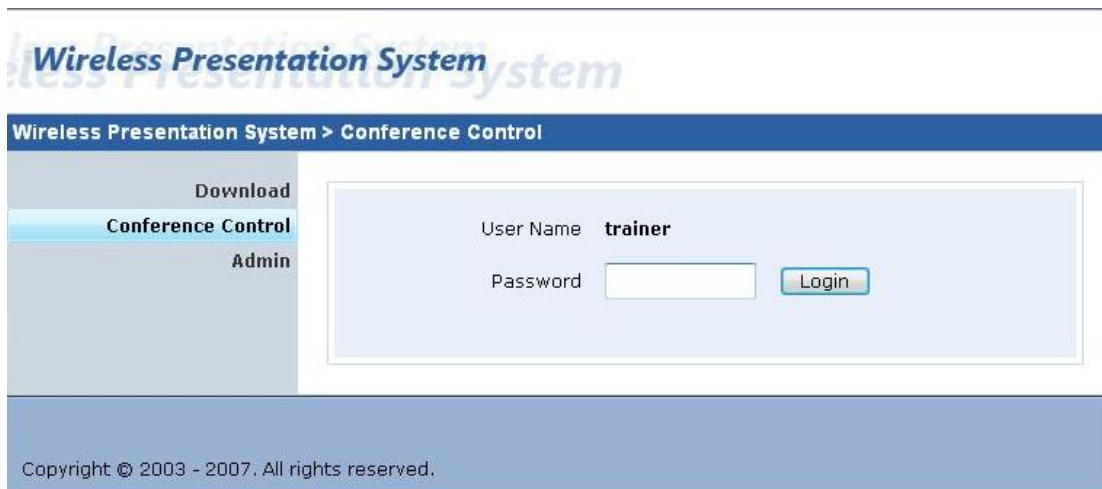 Wireless Presentation System
Wireless Presentation System > Conference Control
Download
Conference Control
Admin
User Name trainer
Password Login
Copyright © 2003 - 2007. All rights reserved.